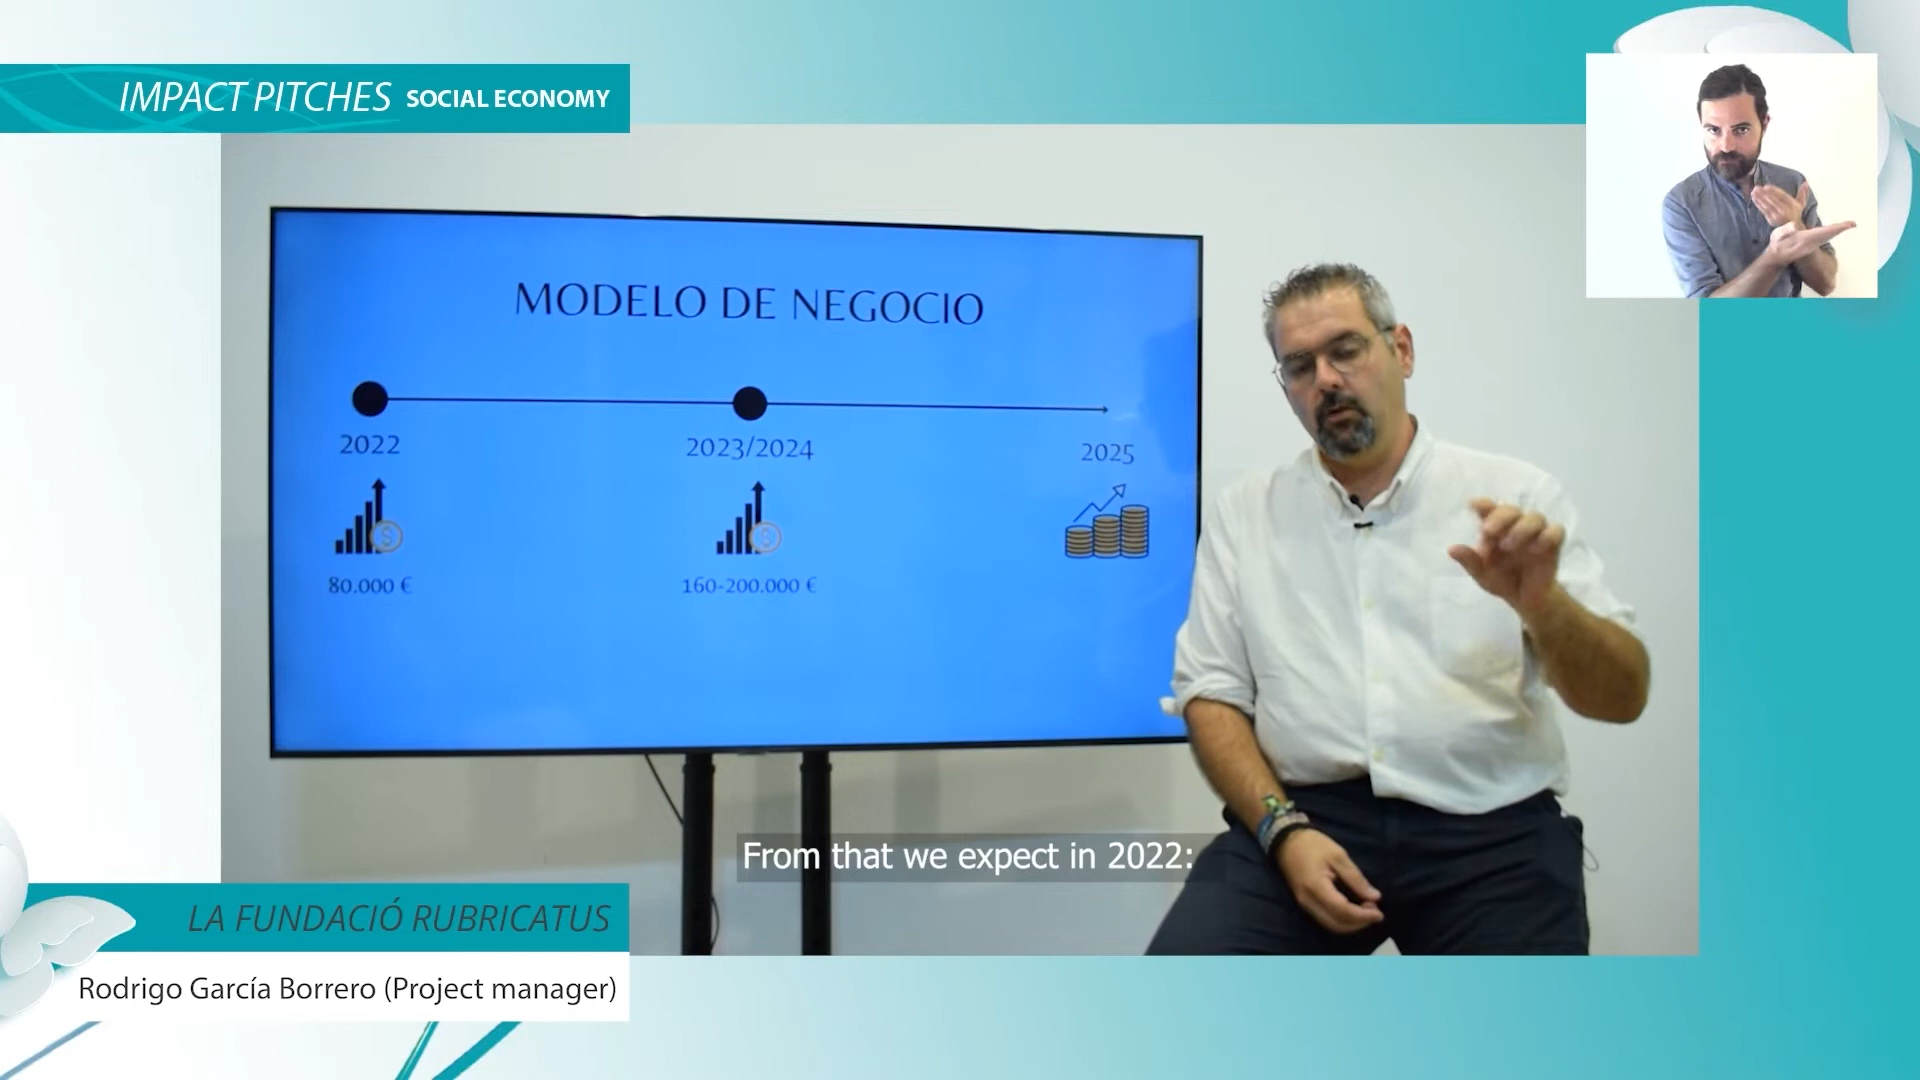 IMPACT PITCHES SOCIAL ECONOMY
MODELO DE NEGOCIO
2022
2023/2024
2025
80.000 €
160-200.000 €
From that we expect in 2022:
LA FUNDACIÓ RUBRICATUS
Rodrigo García Borrero (Project manager)